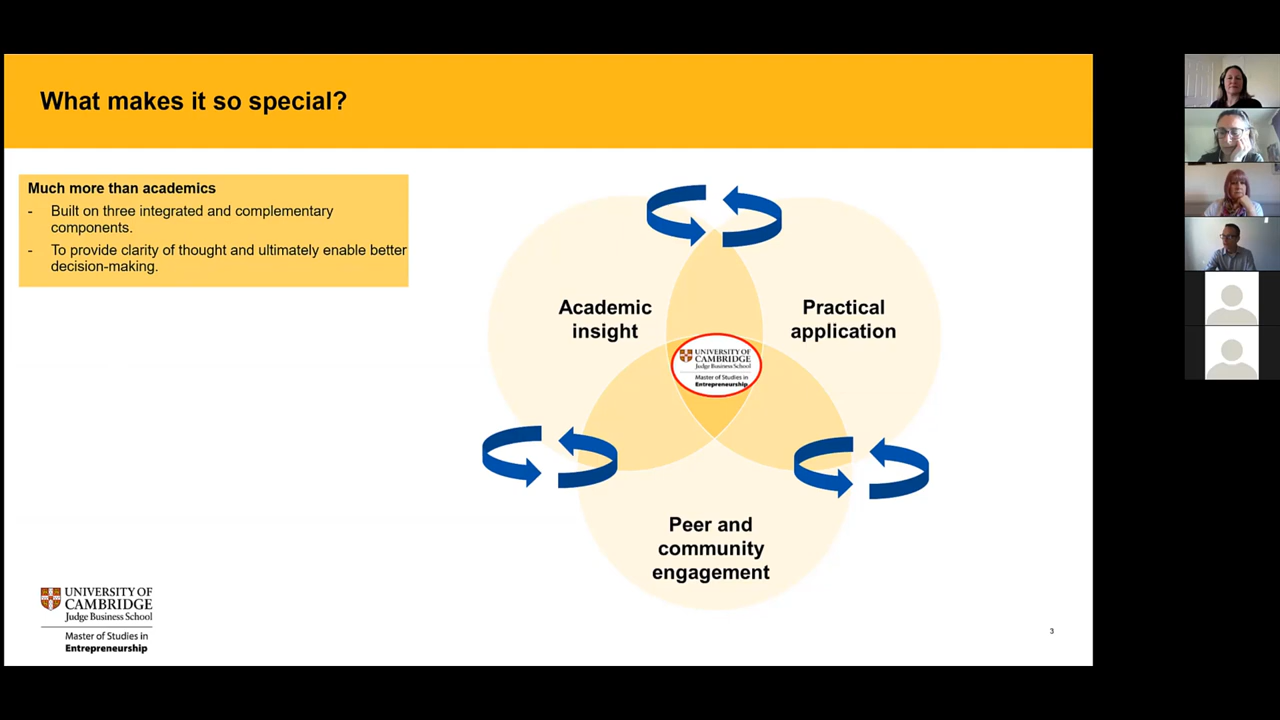 What makes it so special?
Much more than academics
- Built on three integrated and complementary
components.
- To provide clarity of thought and ultimately enable better
decision-making.
Academic
insight
Practical
application
UNIVERSITY OF
CAMBRIDGE
Judge Business School
Master of Studies in
Entrepreneurship
Peer and
community
engagement
UNIVERSITY OF
CAMBRIDGE
Judge Business School
Master of Studies in
Entrepreneurship
3